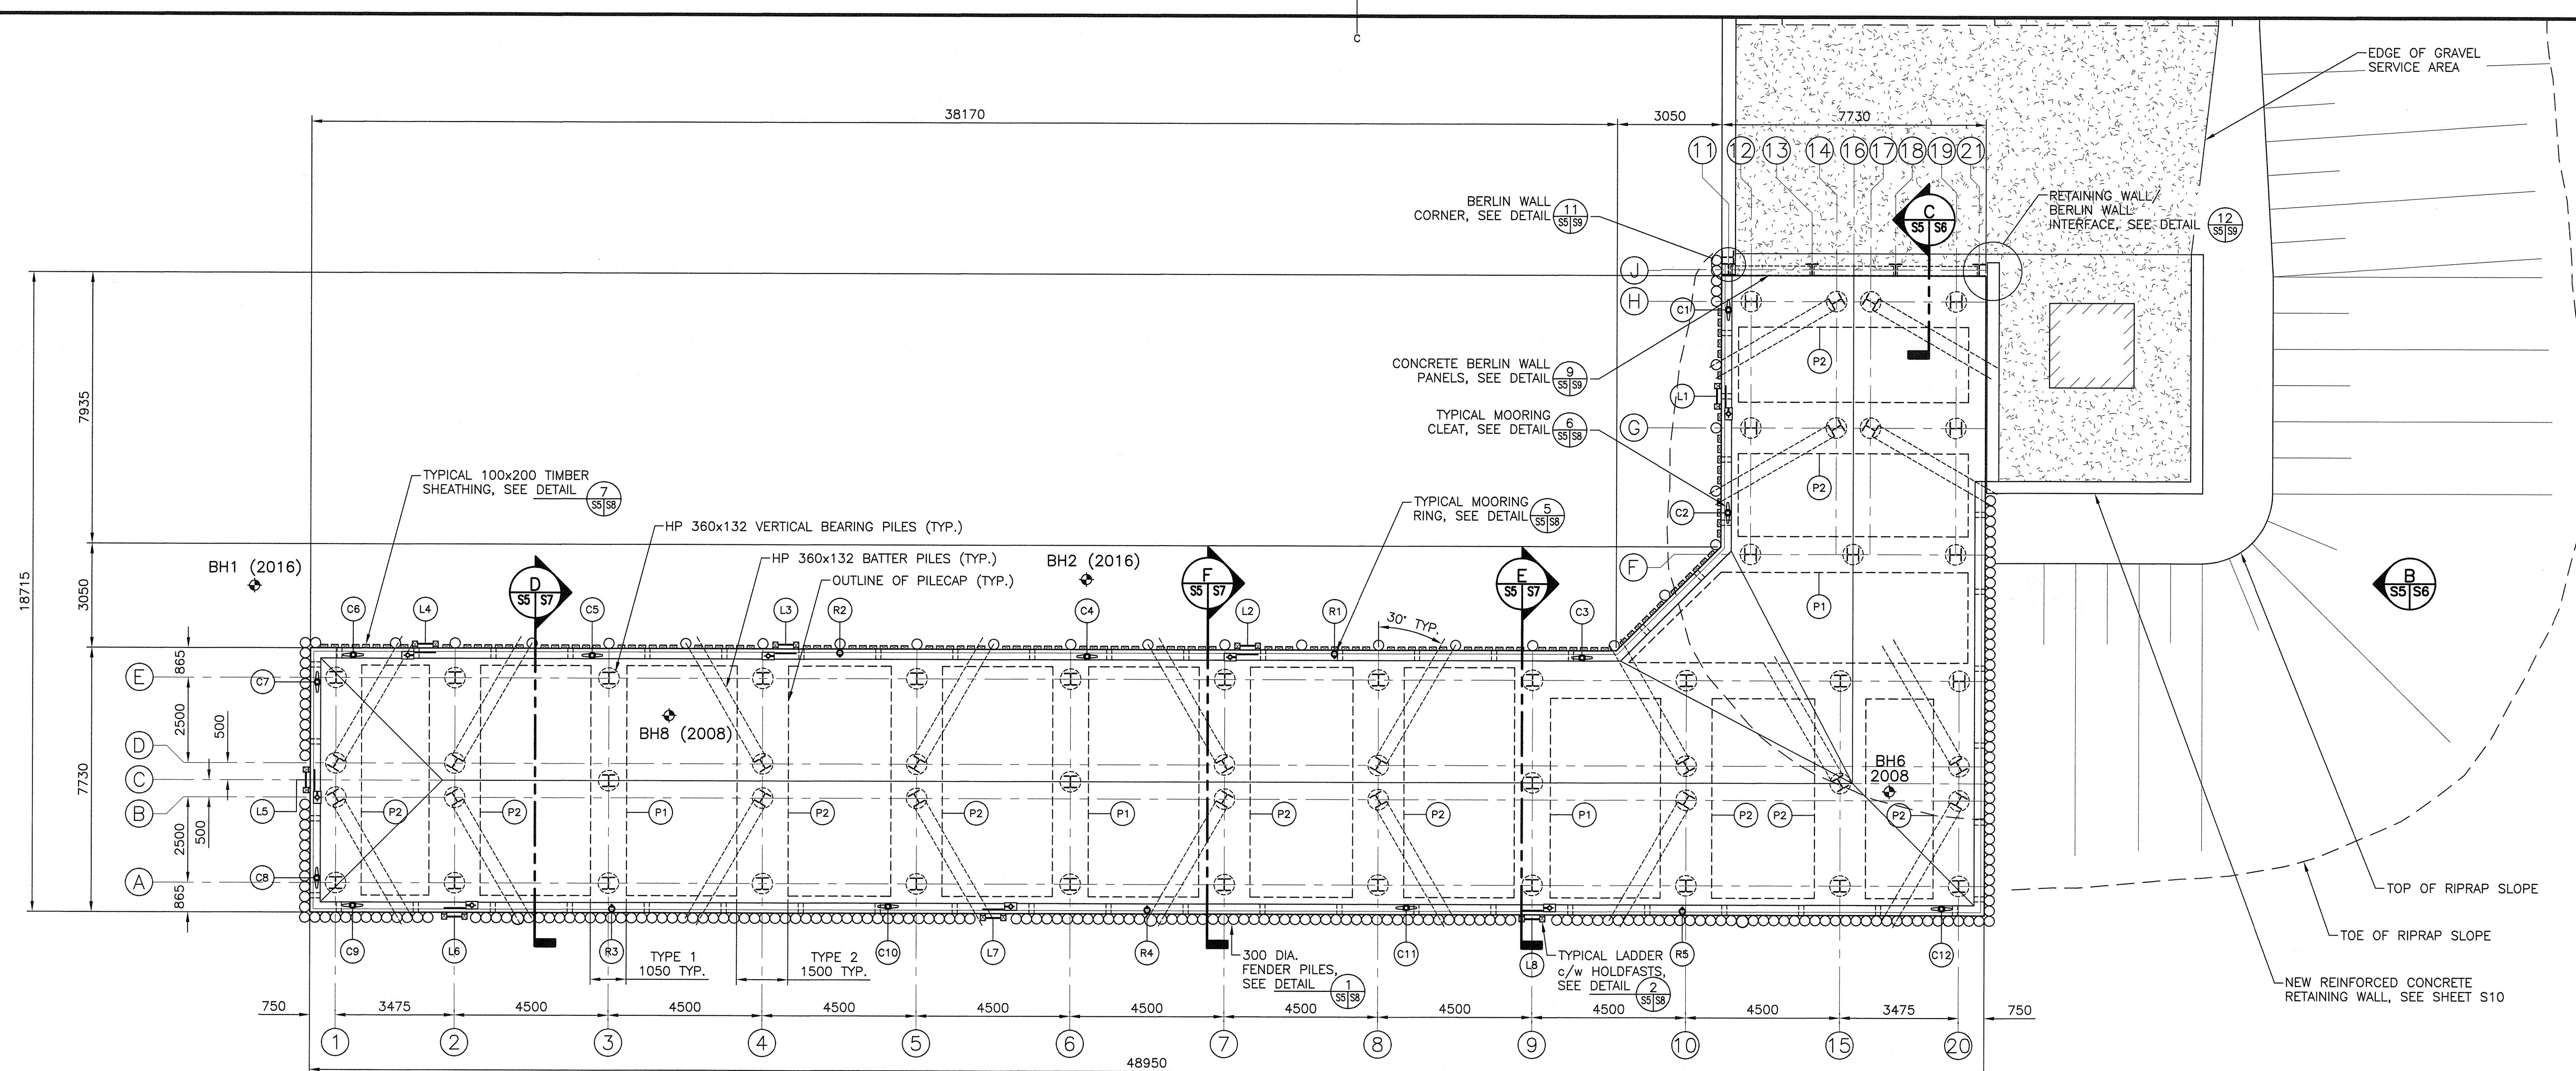 C
EDGE OF GRAVEL
SERVICE AREA
38170
3050
7730
11
12
13
14
16
17
18
19
21
BERLIN WALL
CORNER, SEE DETAIL
11
S5 S9
C
S5 S6
RETAINING WALL/
BERLIN WALL
INTERFACE, SEE DETAIL
12
S5 S9
J
H
C1
P2
CONCRETE BERLIN WALL
PANELS, SEE DETAIL
9
S5 S9
L1
TYPICAL MOORING
CLEAT, SEE DETAIL
6
S5 S8
G
P2
C2
7935
TYPICAL 100x200 TIMBER
SHEATHING, SEE DETAIL
7
S5 S8
TYPICAL MOORING
RING, SEE DETAIL
5
S5 S8
HP 360x132 VERTICAL BEARING PILES (TYP.)
HP 360x132 BATTER PILES (TYP.)
OUTLINE OF PILECAP (TYP.)
BH1 (2016)
BH2 (2016)
D
S5 S7
F
S5 S7
E
S5 S7
F
B
S5 S6
18715
3050
P1
C6
L4
C5
L3
R2
C4
L2
R1
30° TYP.
C3
865
E
C7
2500
500
BH8 (2008)
D
C
B
7730
BH6
2008
L5
P2
P2
P1
P2
P2
P1
P2
P2
P1
P2
P2
P2
2500
500
A
C8
865
TOP OF RIPRAP SLOPE
TOE OF RIPRAP SLOPE
C9
L6
R3
C10
L7
R4
C11
L8
R5
C12
TYPE 1
1050 TYP.
TYPE 2
1500 TYP.
300 DIA.
FENDER PILES,
SEE DETAIL
1
S5 S8
TYPICAL LADDER
c/w HOLDFASTS,
SEE DETAIL
2
S5 S8
NEW REINFORCED CONCRETE
RETAINING WALL, SEE SHEET S10
750
3475
4500
4500
4500
4500
4500
4500
4500
4500
4500
3475
750
1
2
3
4
5
6
7
8
9
10
15
20
48950